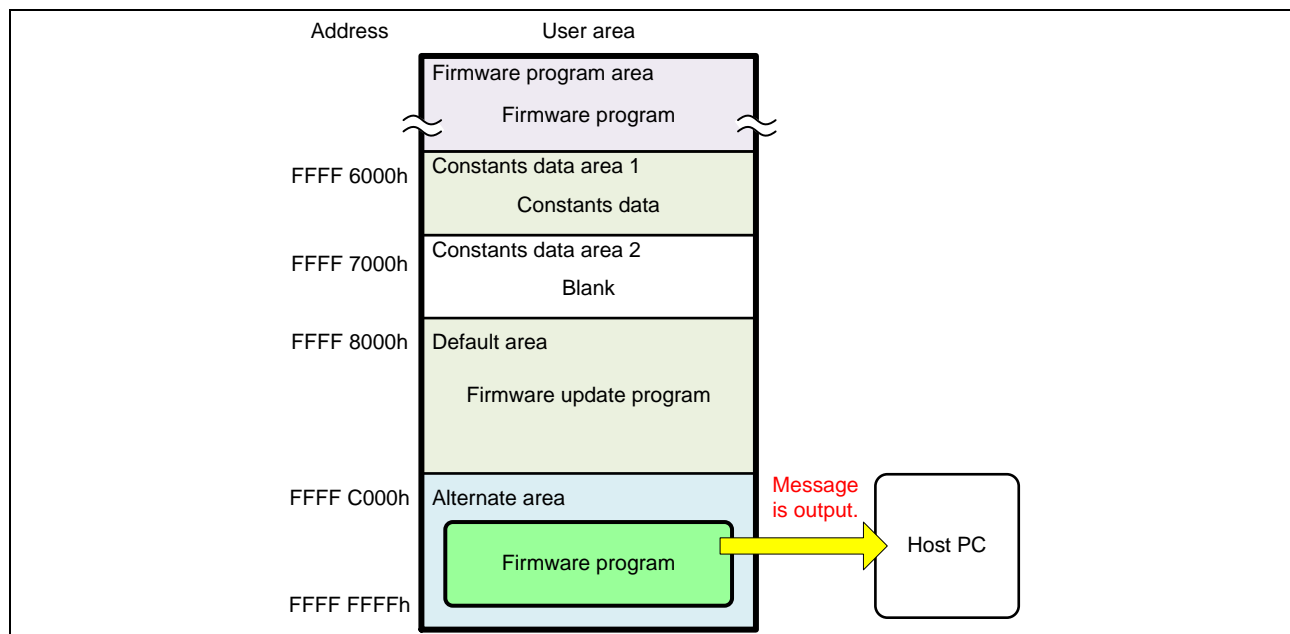 Address
User area
Firmware program area
Firmware program
FFFF 6000h
Constants data area 1
Constants data
FFFF 7000h
Constants data area 2
Blank
FFFF 8000h
Default area
Firmware update program
FFFF C000h
Alternate area
Message
is output.
Firmware program
Host PC
FFFF FFFFh